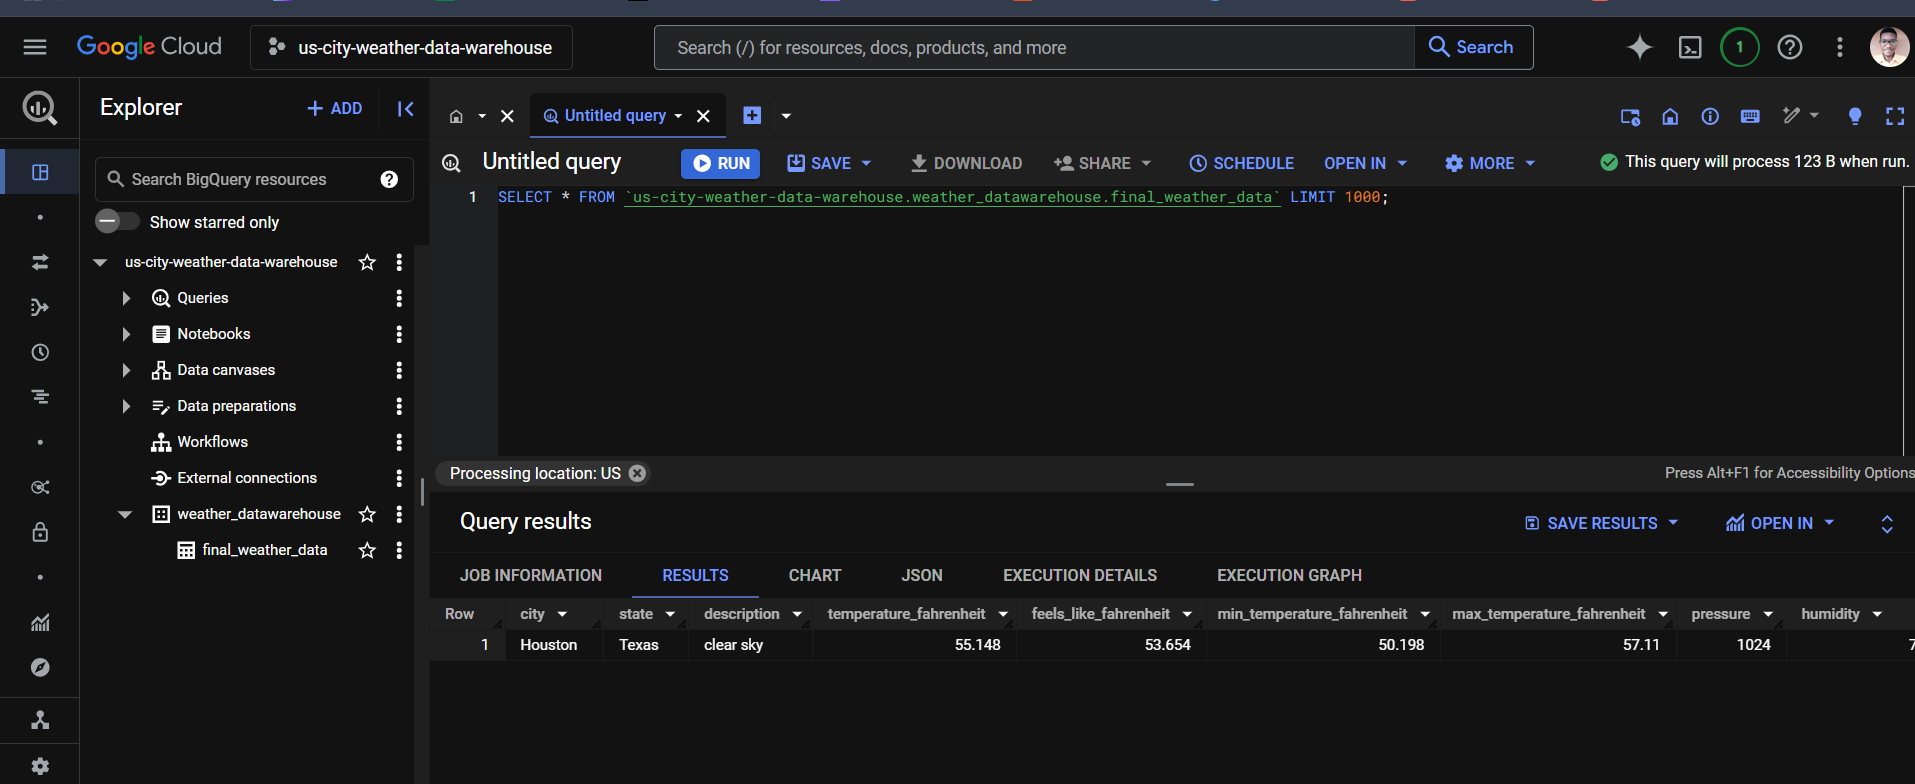 Google Cloud
us-city-weather-data-warehouse
Search (/) for resources, docs, products, and more
Search
1
Explorer
ADD
Untitled query
Search BigQuery resources
Untitled query
RUN
SAVE
DOWNLOAD
SHARE
SCHEDULE
OPEN IN
MORE
This query will process 123 B when run.
Show starred only
1 SELECT * FROM `us-city-weather-data-warehouse.weather_datawarehouse.final_weather_data` LIMIT 1000;
us-city-weather-data-warehouse
Queries
Notebooks
Data canvases
Data preparations
Workflows
External connections
weather_datawarehouse
final_weather_data
Processing location: US
Press Alt+F1 for Accessibility Options
Query results
SAVE RESULTS
OPEN IN
JOB INFORMATION
RESULTS
CHART
JSON
EXECUTION DETAILS
EXECUTION GRAPH
Row city state description temperature_fahrenheit feels_like_fahrenheit min_temperature_fahrenheit max_temperature_fahrenheit pressure humidity
1 Houston Texas clear sky 55.148 53.654 50.198 57.11 1024